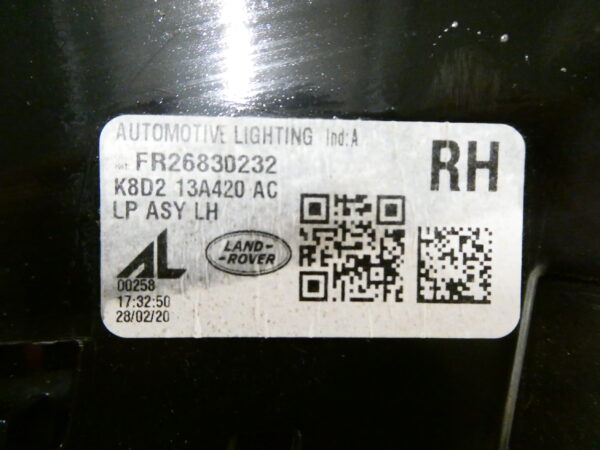 AUTOMOTIVE LIGHTING Ind:A
FR26830232
RH
K8D2 13A420 AC
LP ASY LH
AL
LAND-
-ROVER
00258
17:32:50
28/02/20